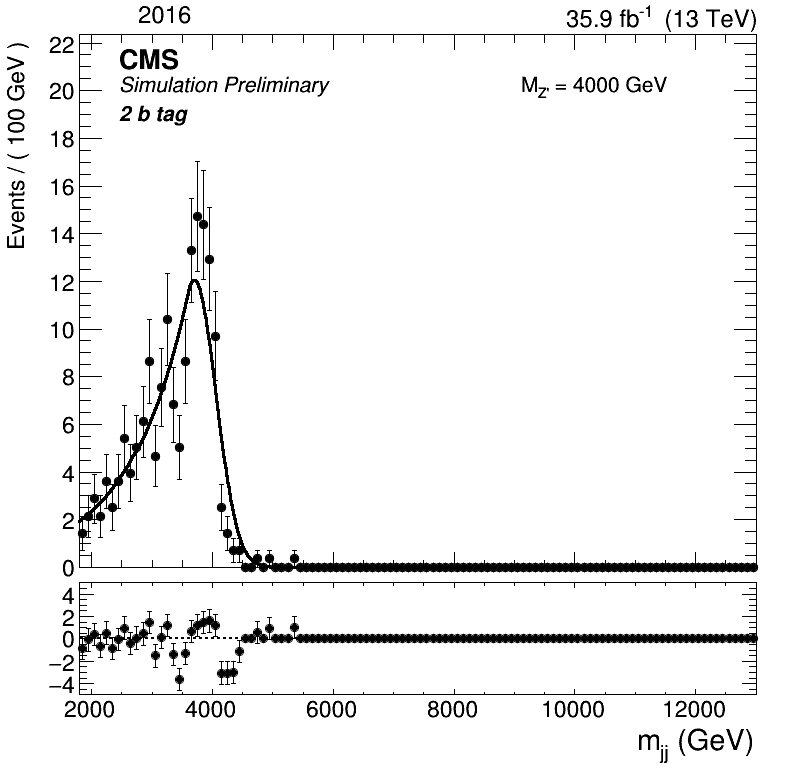 2016 35.9 fb⁻¹ (13 TeV)
CMS
Simulation Preliminary
2 b tag
M_Z' = 4000 GeV
Events / ( 100 GeV )
22
20
18
16
14
12
10
8
6
4
2
0
4
2
0
−2
−4
2000 4000 6000 8000 10000 12000
m_jj (GeV)